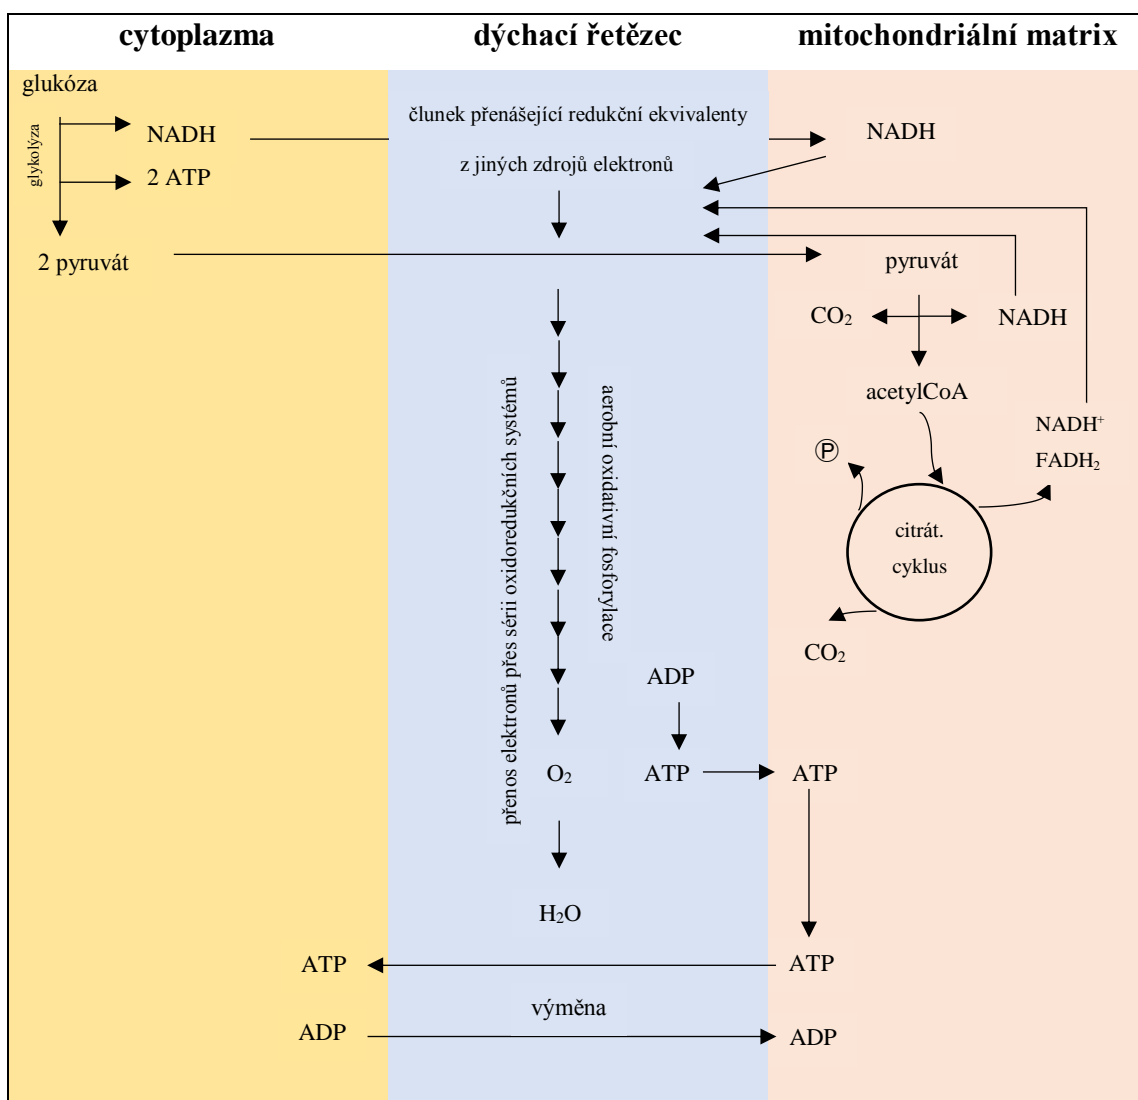 cytoplazma
dýchací řetězec
mitochondriální matrix
glukóza
glykolýza
NADH
2 ATP
2 pyruvát
člunek přenášející redukční ekvivalenty
z jiných zdrojů elektronů
NADH
pyruvát
CO₂
NADH
acetylCoA
NADH⁺
FADH₂
Ⓟ
citrát.
cyklus
CO₂
přenos elektronů přes sérii oxidoredukčních systémů
aerobní oxidativní fosforylace
ADP
O₂
ATP
ATP
H₂O
ATP
ATP
výměna
ADP
ADP